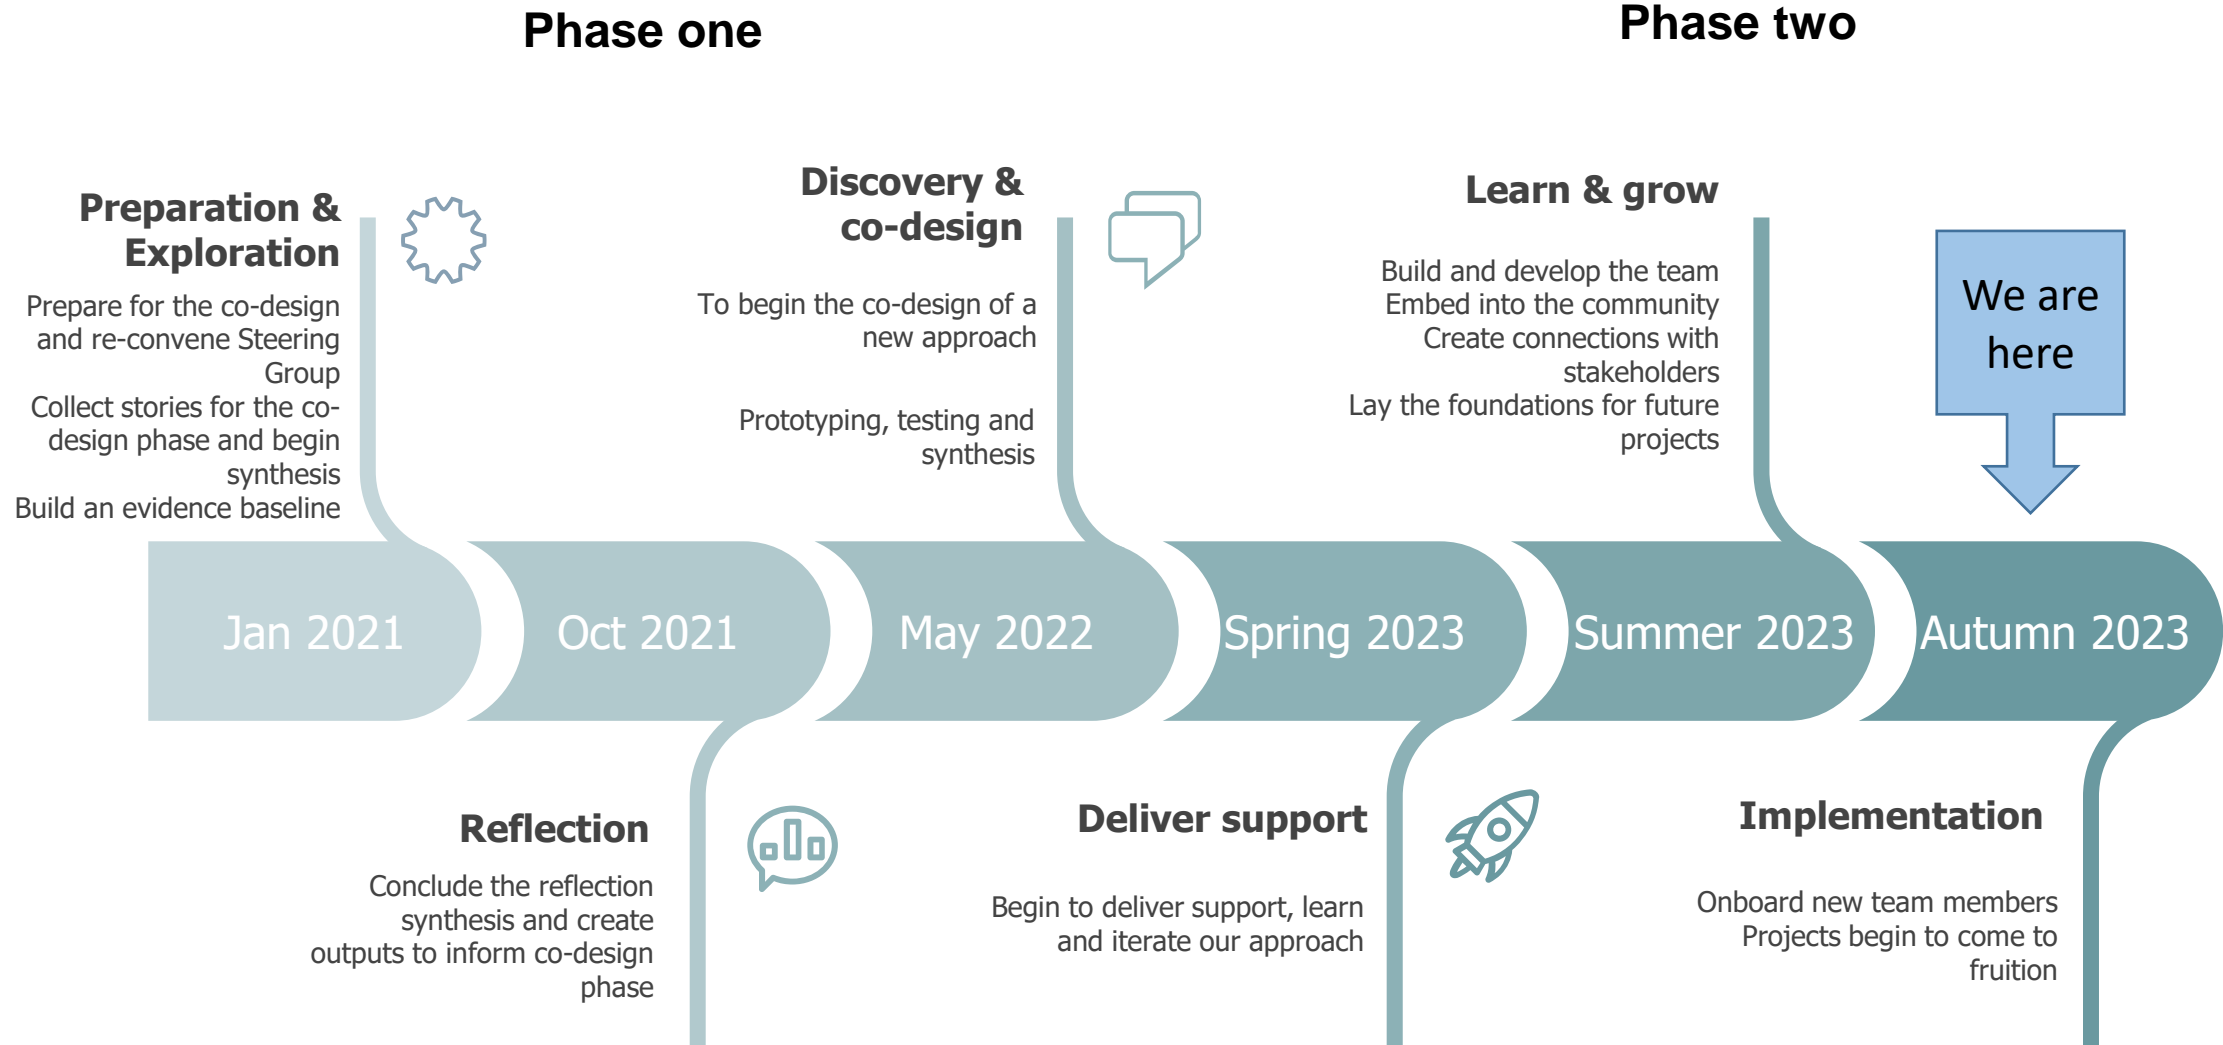 Phase one
Phase two
Preparation &
Exploration
Prepare for the co-design
and re-convene Steering
Group
Collect stories for the co-
design phase and begin
synthesis
Build an evidence baseline
Discovery &
co-design
To begin the co-design of a
new approach
Prototyping, testing and
synthesis
Learn & grow
Build and develop the team
Embed into the community
Create connections with
stakeholders
Lay the foundations for future
projects
We are
here
Jan 2021
Oct 2021
May 2022
Spring 2023
Summer 2023
Autumn 2023
Reflection
Conclude the reflection
synthesis and create
outputs to inform co-design
phase
Deliver support
Begin to deliver support, learn
and iterate our approach
Implementation
Onboard new team members
Projects begin to come to
fruition